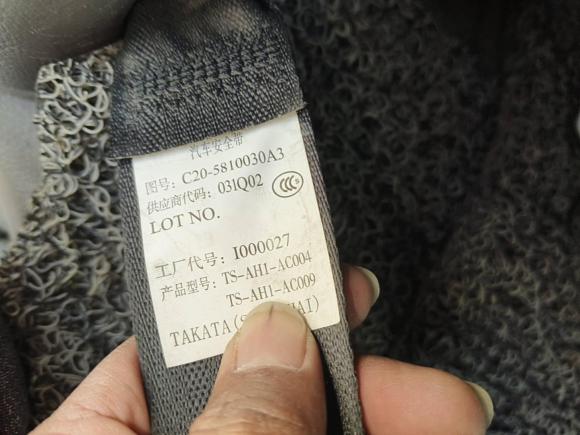 汽车安全带
图号: C20-5810030A3
供应商代码: 031Q02
CCC
LOT NO.
工厂代号: I000027
产品型号: TS-AH1-AC004
TS-AH1-AC009
TAKATA(